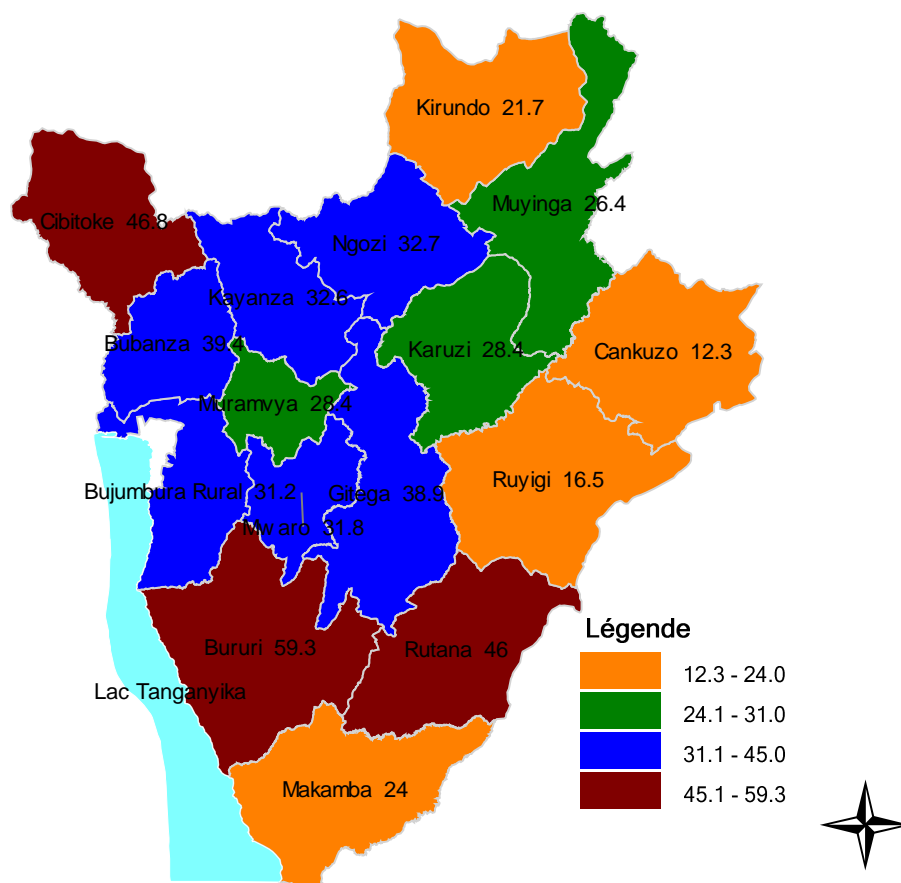 Kirundo 21.7
Muyinga 26.4
Cibitoke 46.8
Ngozi 32.7
Kayanza 32.6
Bubanza 39.4
Karuzi 28.4
Cankuzo 12.3
Muramvya 28.4
Ruyigi 16.5
Bujumbura Rural 31.2
Gitega 38.9
Mwaro 31.8
Bururi 59.3
Rutana 46
Lac Tanganyika
Makamba 24
Légende
12.3 - 24.0
24.1 - 31.0
31.1 - 45.0
45.1 - 59.3